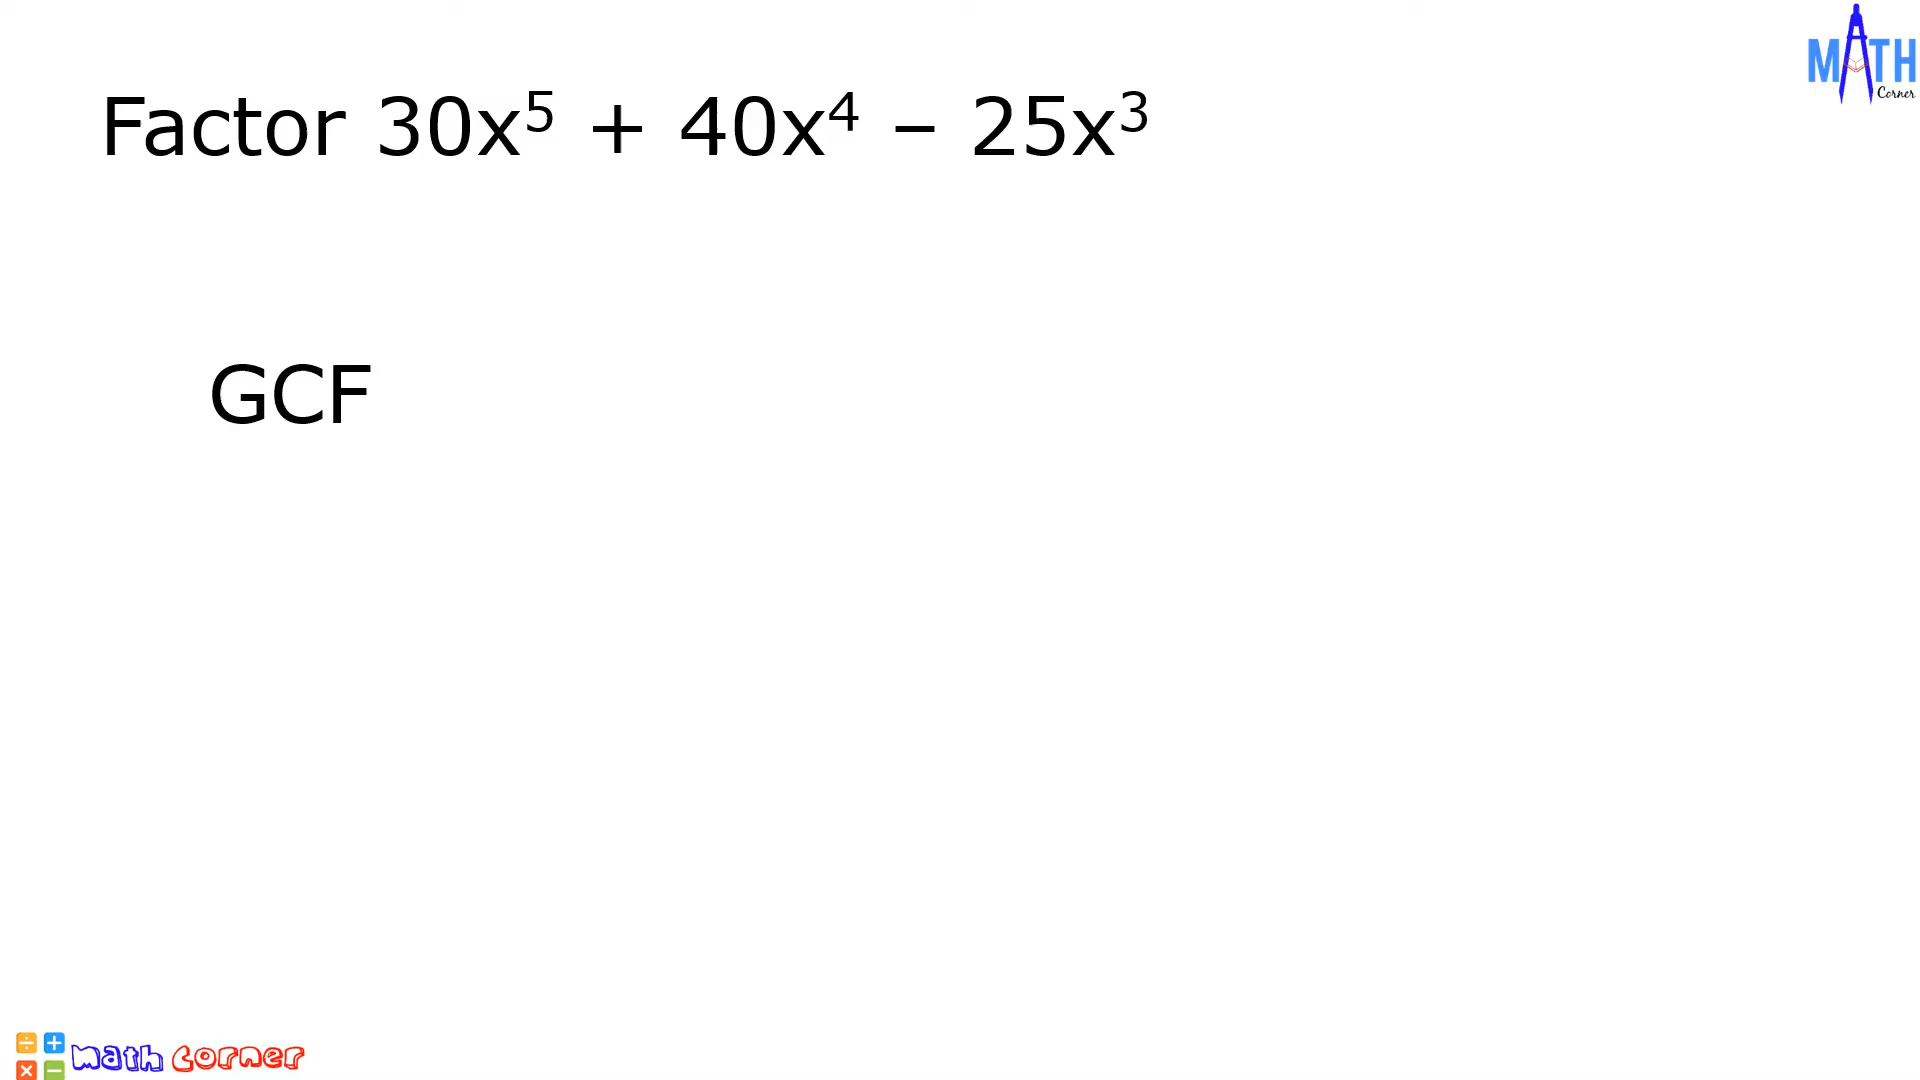 MATH
Corner
Factor 30x⁵ + 40x⁴ – 25x³
GCF
math corner